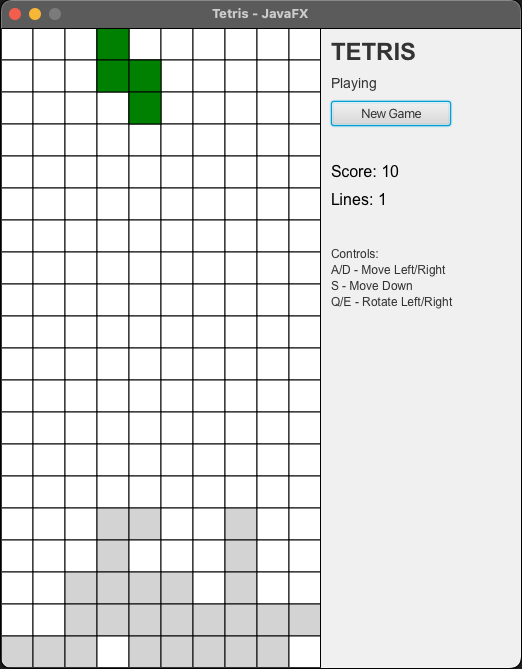 Tetris - JavaFX
TETRIS
Playing
New Game
Score: 10
Lines: 1
Controls:
A/D - Move Left/Right
S - Move Down
Q/E - Rotate Left/Right